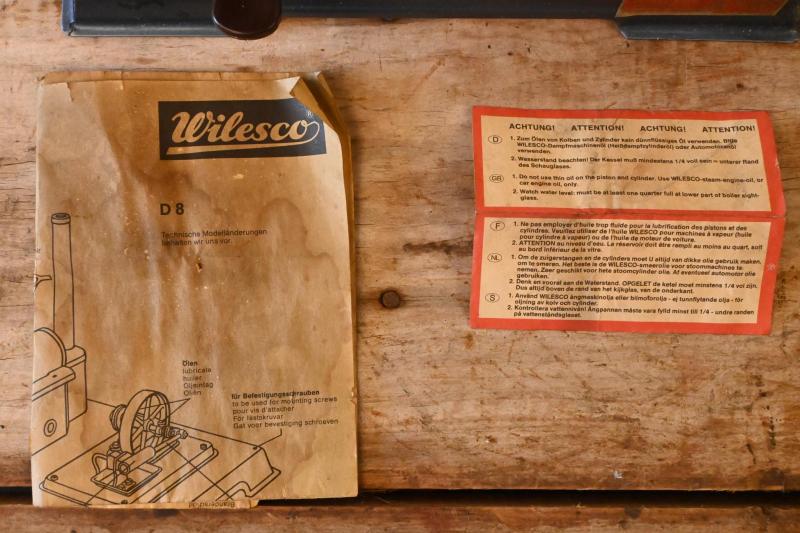 Wilesco®
D 8
Technische Modelländerungen
behalten wir uns vor.
Ölen
lubricate
huiler
Oljeintag
Oliën
für Befestigungsschrauben
to be used for mounting screws
pour vis d'attacher
För fästskruvar
Gat voor bevestiging schroeven
ACHTUNG! ATTENTION! ACHTUNG! ATTENTION!
D 1. Zum Ölen von Kolben und Zylinder kein dünnflüssiges Öl verwenden. Bitte
WILESCO-Dampfmaschinenöl (Heißdampfzylinderöl) oder Automotorenöl
verwenden.
2. Wasserstand beachten! Der Kessel muß mindestens 1/4 voll sein = unterer Rand
des Schauglases.
GB 1. Do not use thin oil on the piston and cylinder. Use WILESCO-steam-engine-oil, or
car engine oil, only.
2. Watch water level: must be at least one quarter full at lower part of boiler sight-
glass.
F 1. Ne pas employer d'huile trop fluide pour la lubrification des pistons et des
cylindres. Veuillez utiliser de l'huile WILESCO pour machines à vapeur (huile
pour cylindre à vapeur) ou de l'huile de moteur de voiture.
2. ATTENTION au niveau d'eau. La réservoir doit être rempli au moins au quart, soit
au bord inférieur de la vitre.
NL 1. Om de zuigerstangen en de cylinders moet U altijd van dikke olie gebruik maken,
om te smeren. Het beste is de WILESCO-smeerolie voor stoommachines te
nemen. Zeer geschikt voor hete stoomcylinder olie. Af eventueel automotor olie
gebruiken.
2. Denk en vooral aan de Waterstand. OPGELET de ketel moet minstens 1/4 vol zijn.
Dus altijd boven de rand van het kijkglas, van de onderkant.
S 1. Använd WILESCO ångmaskinolja eller bilmotorolja - ej tunnflytande olja - för
oljning av kolv och cylinder.
2. Kontrollera vattennivån! Ångpannen måste vara fylld minst till 1/4 - undre randen
på vattenståndsglaset.